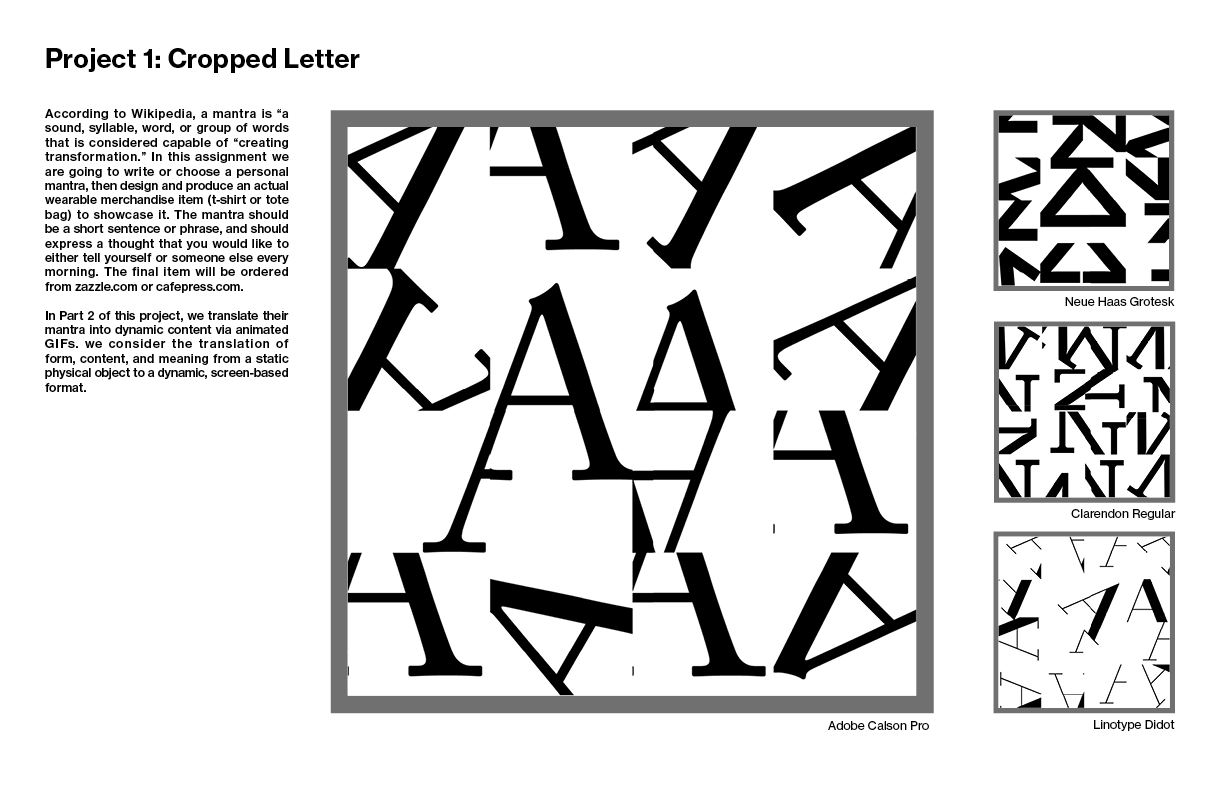 Project 1: Cropped Letter
According to Wikipedia, a mantra is “a
sound, syllable, word, or group of words
that is considered capable of “creating
transformation.” In this assignment we
are going to write or choose a personal
mantra, then design and produce an actual
wearable merchandise item (t-shirt or tote
bag) to showcase it. The mantra should
be a short sentence or phrase, and should
express a thought that you would like to
either tell yourself or someone else every
morning. The final item will be ordered
from zazzle.com or cafepress.com.
In Part 2 of this project, we translate their
mantra into dynamic content via animated
GIFs. we consider the translation of
form, content, and meaning from a static
physical object to a dynamic, screen-based
format.
Adobe Calson Pro
Neue Haas Grotesk
Clarendon Regular
Linotype Didot